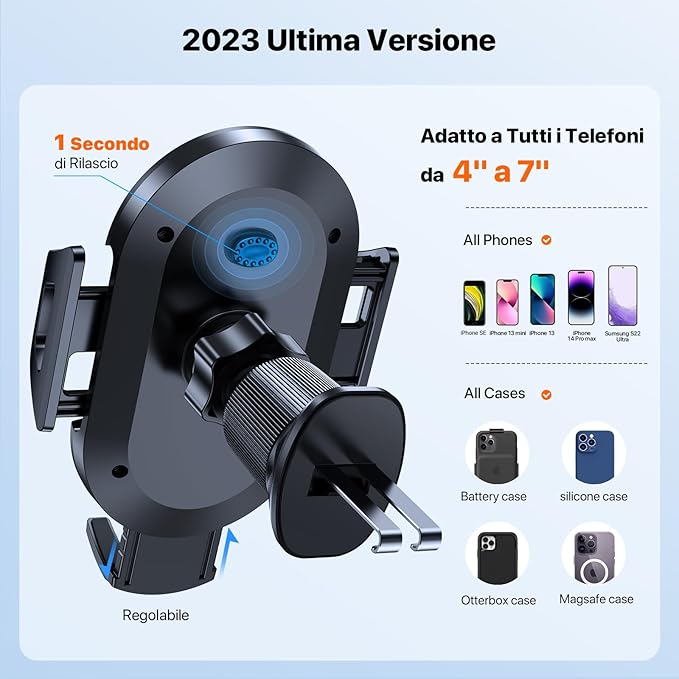 2023 Ultima Versione
1 Secondo
di Rilascio
Adatto a Tutti i Telefoni
da 4" a 7"
All Phones
iPhone SE
iPhone 13 mini
iPhone 13
iPhone
14 Pro max
Sumsung S22
Ultra
All Cases
Battery case
silicone case
Otterbox case
Magsafe case
Regolabile